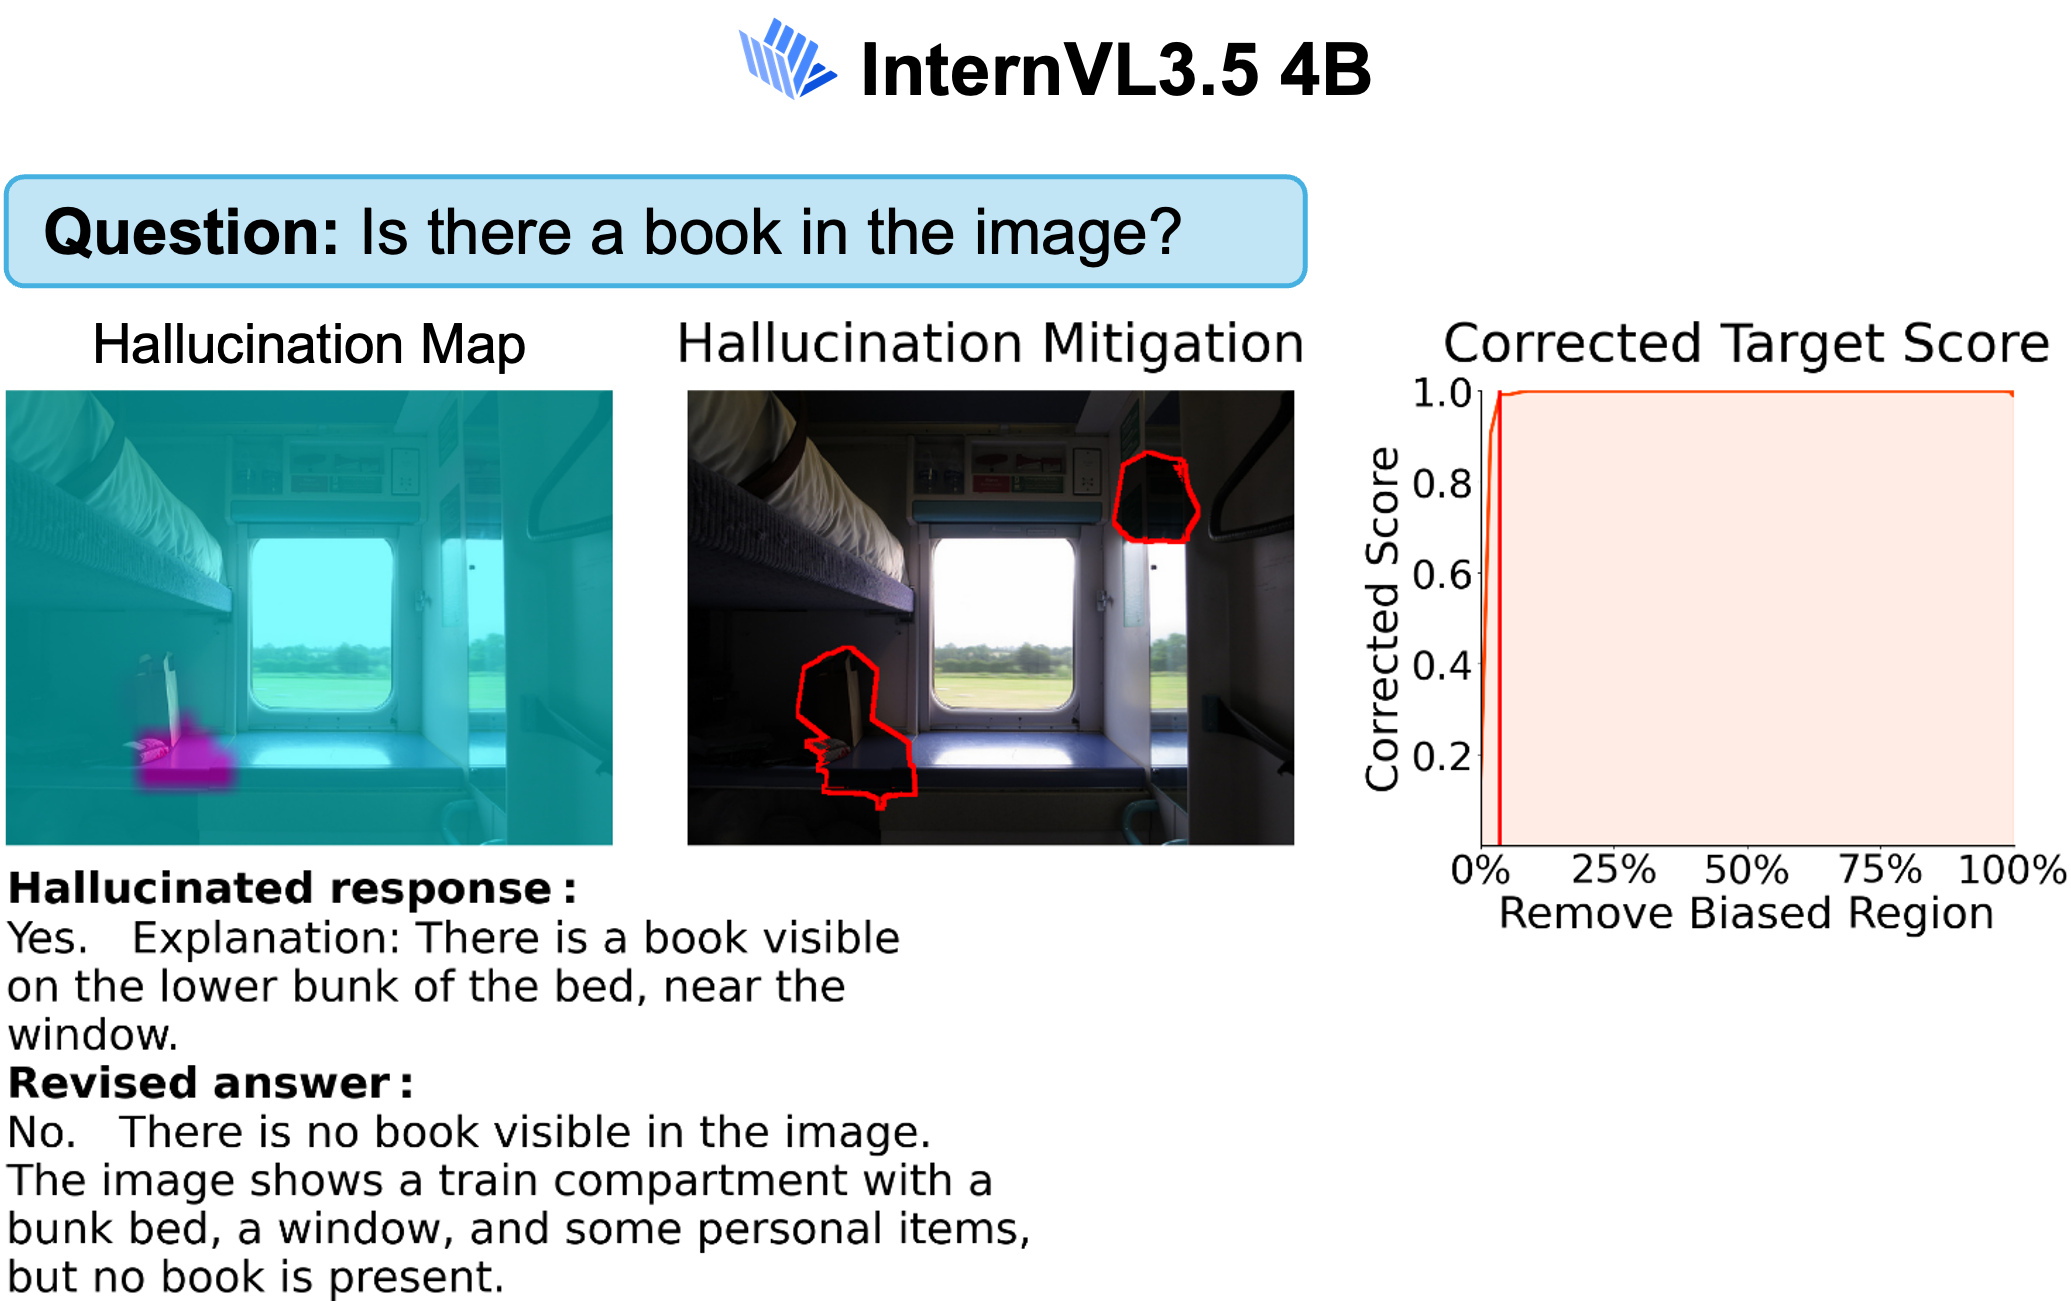 InternVL3.5 4B
Question: Is there a book in the image?
Hallucination Map
Hallucination Mitigation
Corrected Target Score
1.0
0.8
0.6
0.4
0.2
Corrected Score
0% 25% 50% 75% 100%
Remove Biased Region
Hallucinated response:
Yes. Explanation: There is a book visible
on the lower bunk of the bed, near the
window.
Revised answer:
No. There is no book visible in the image.
The image shows a train compartment with a
bunk bed, a window, and some personal items,
but no book is present.